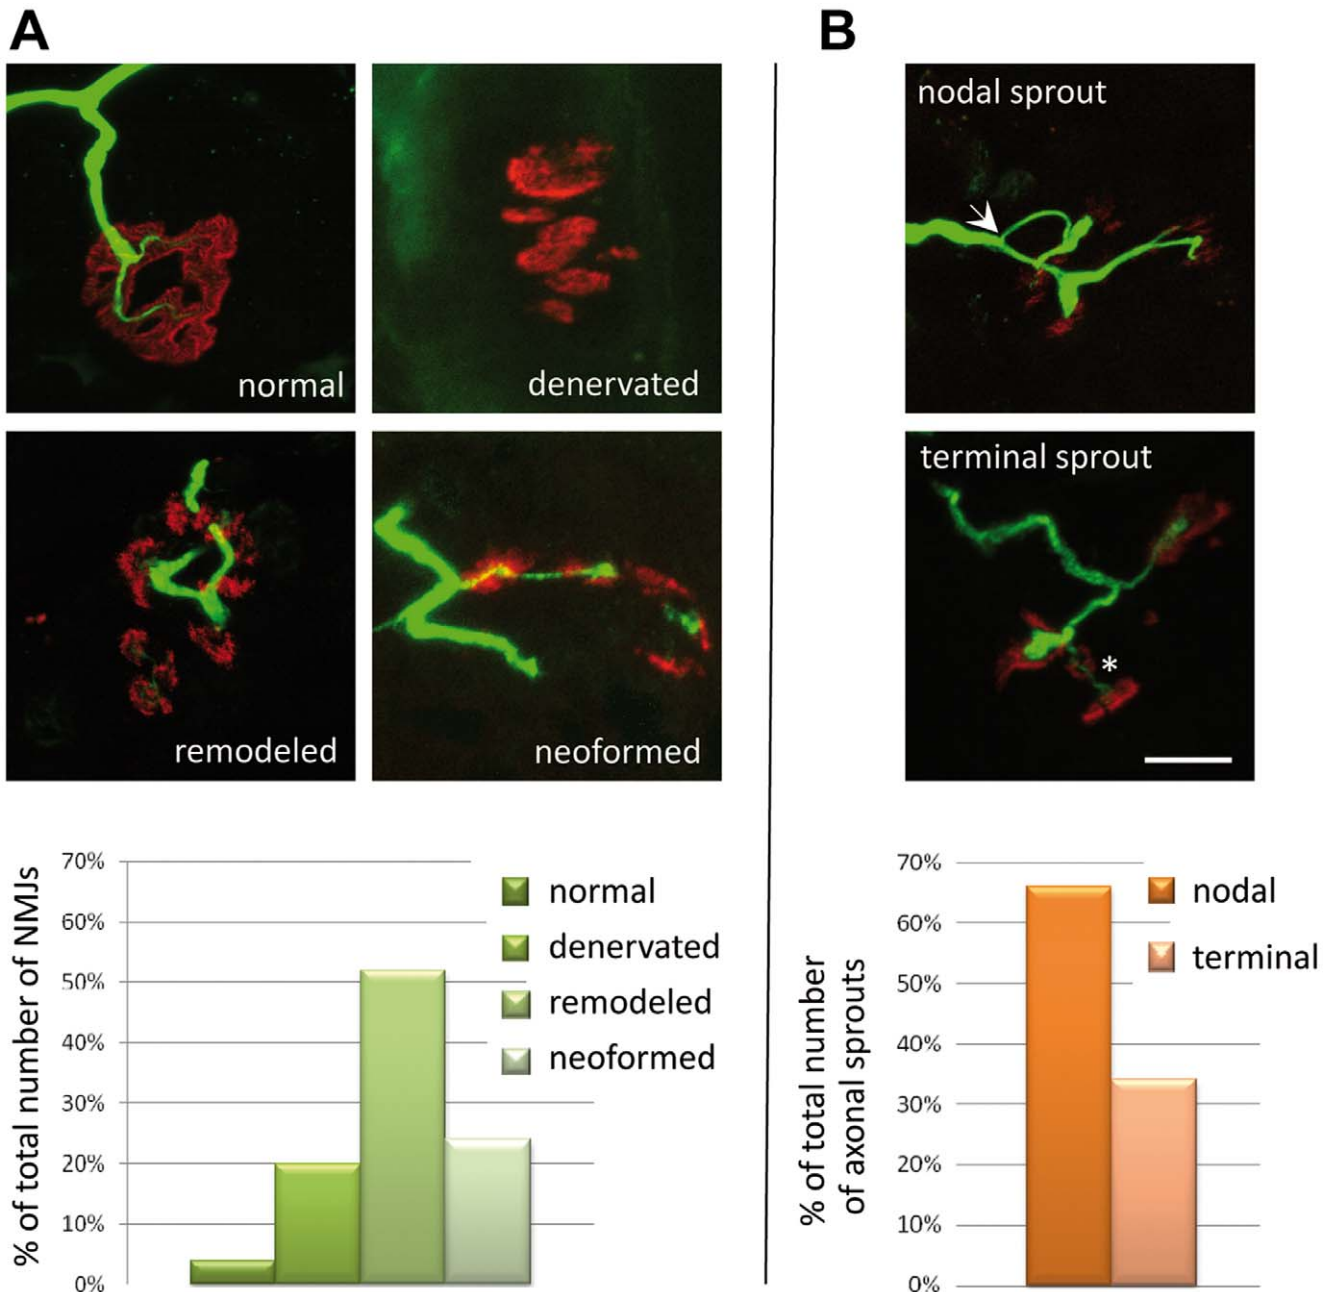 A
B
normal
denervated
nodal sprout
remodeled
neoformed
terminal sprout
*
% of total number of NMJs
70%
60%
50%
40%
30%
20%
10%
0%
normal
denervated
remodeled
neoformed
% of total number
of axonal sprouts
70%
60%
50%
40%
30%
20%
10%
0%
nodal
terminal